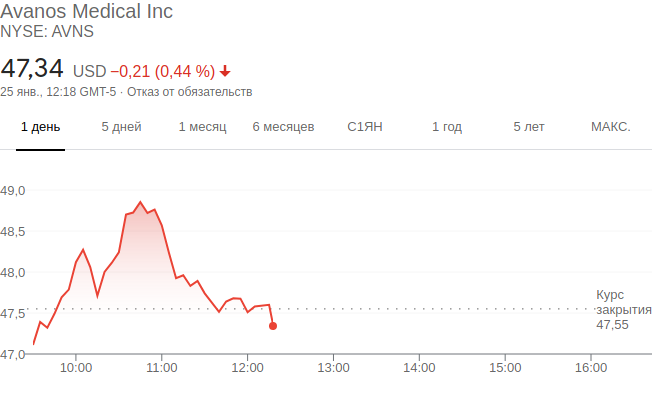 Avanos Medical Inc
NYSE: AVNS
47,34 USD −0,21 (0,44 %)
25 янв., 12:18 GMT-5 · Отказ от обязательств
1 день 5 дней 1 месяц 6 месяцев С1ЯН 1 год 5 лет МАКС.
49,0
48,5
48,0
47,5
47,0
Курс
закрытия
47,55
10:00 11:00 12:00 13:00 14:00 15:00 16:00